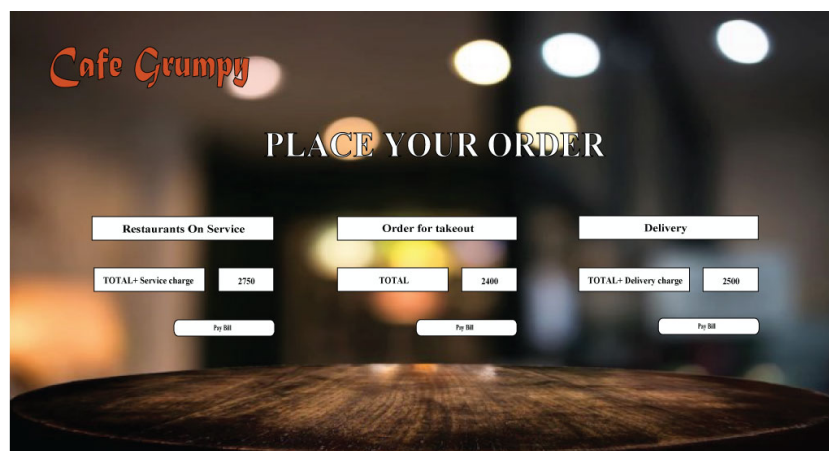 Cafe Grumpy
PLACE YOUR ORDER
Restaurants On Service
TOTAL+ Service charge 2750
Pay Bill
Order for takeout
TOTAL 2400
Pay Bill
Delivery
TOTAL+ Delivery charge 2500
Pay Bill